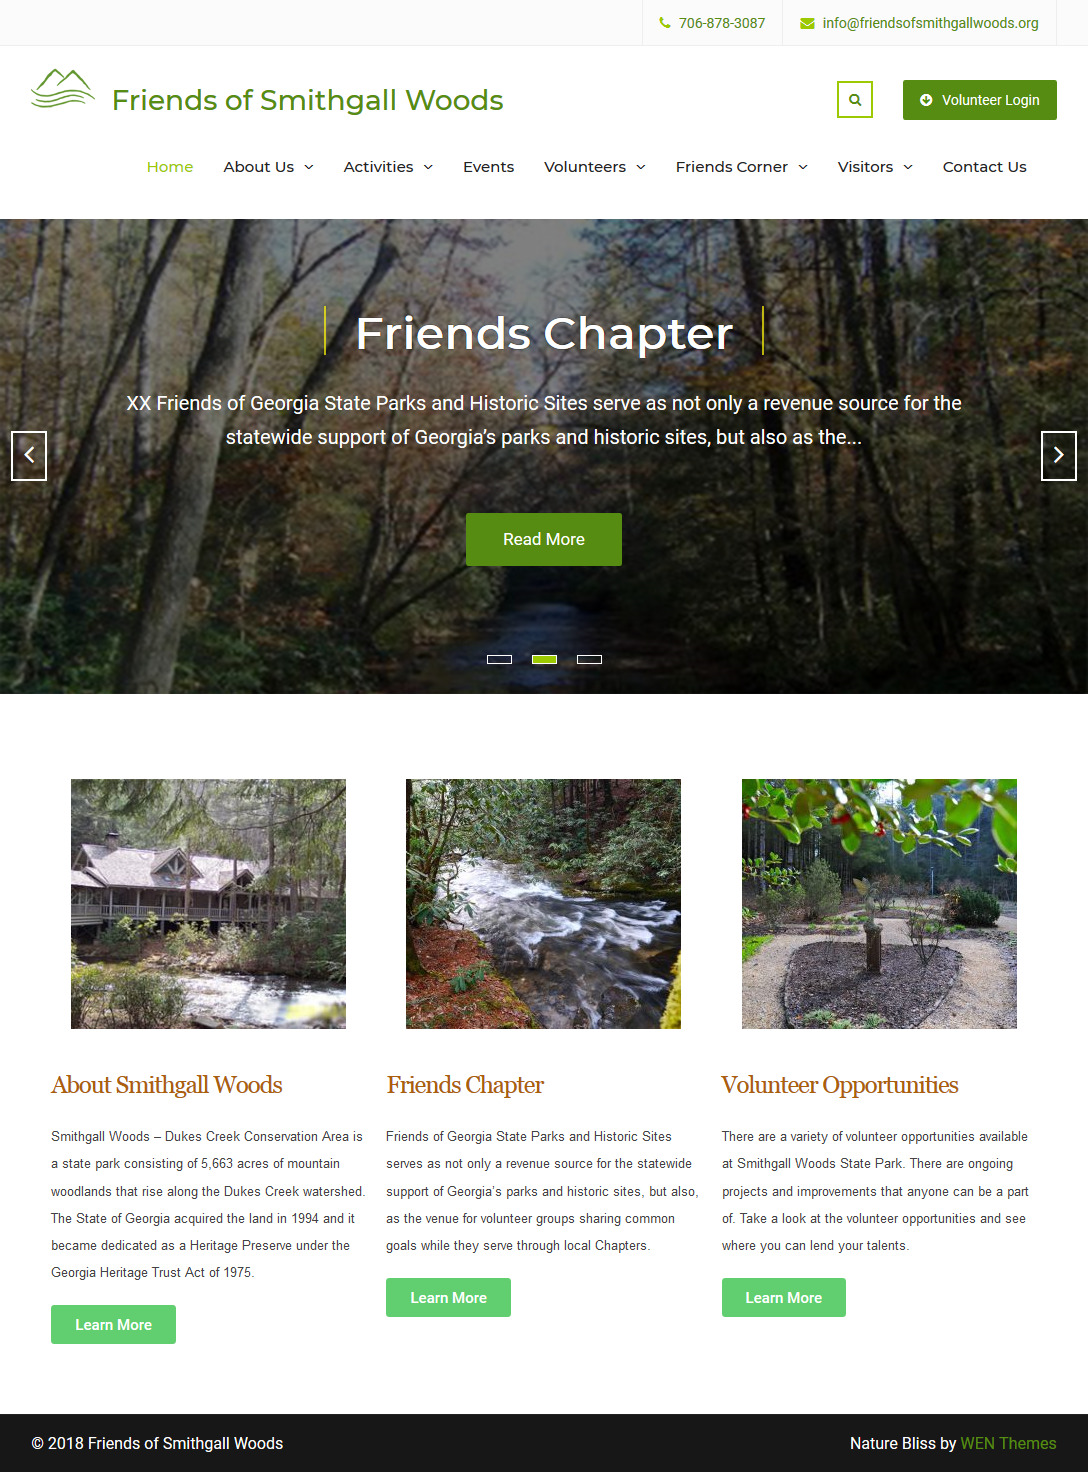 706-878-3087
info@friendsofsmithgallwoods.org
Friends of Smithgall Woods
Volunteer Login
Home
About Us
Activities
Events
Volunteers
Friends Corner
Visitors
Contact Us
Friends Chapter
XX Friends of Georgia State Parks and Historic Sites serve as not only a revenue source for the
statewide support of Georgia’s parks and historic sites, but also as the...
Read More
About Smithgall Woods
Smithgall Woods – Dukes Creek Conservation Area is
a state park consisting of 5,663 acres of mountain
woodlands that rise along the Dukes Creek watershed.
The State of Georgia acquired the land in 1994 and it
became dedicated as a Heritage Preserve under the
Georgia Heritage Trust Act of 1975.
Learn More
Friends Chapter
Friends of Georgia State Parks and Historic Sites
serves as not only a revenue source for the statewide
support of Georgia’s parks and historic sites, but also,
as the venue for volunteer groups sharing common
goals while they serve through local Chapters.
Learn More
Volunteer Opportunities
There are a variety of volunteer opportunities available
at Smithgall Woods State Park. There are ongoing
projects and improvements that anyone can be a part
of. Take a look at the volunteer opportunities and see
where you can lend your talents.
Learn More
© 2018 Friends of Smithgall Woods
Nature Bliss by WEN Themes